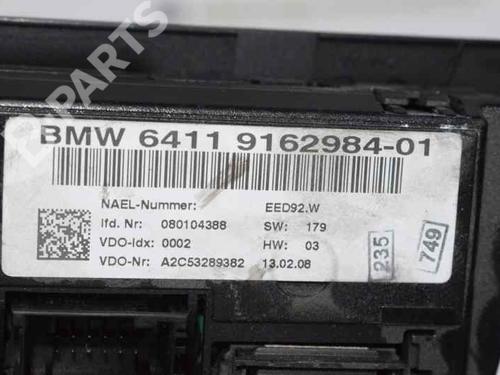 B-PARTS
BMW 6411 9162984-01
NAEL-Nummer: EED92.W
lfd. Nr: 080104388 SW: 179
VDO-Idx: 0002 HW: 03
VDO-Nr: A2C53289382 13.02.08
235
749